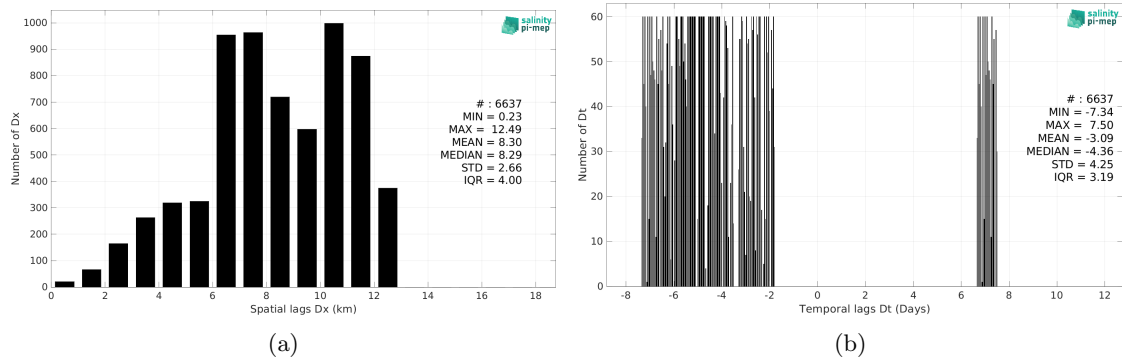 salinity
pi-mep
1000
900
800
700
600
500
400
300
200
100
0
Number of Dx
# : 6637
MIN = 0.23
MAX = 12.49
MEAN = 8.30
MEDIAN = 8.29
STD = 2.66
IQR = 4.00
0 2 4 6 8 10 12 14 16 18
Spatial lags Dx (km)
(a)
salinity
pi-mep
60
50
40
30
20
10
0
Number of Dt
# : 6637
MIN = -7.34
MAX = 7.50
MEAN = -3.09
MEDIAN = -4.36
STD = 4.25
IQR = 3.19
-8 -6 -4 -2 0 2 4 6 8 10 12
Temporal lags Dt (Days)
(b)